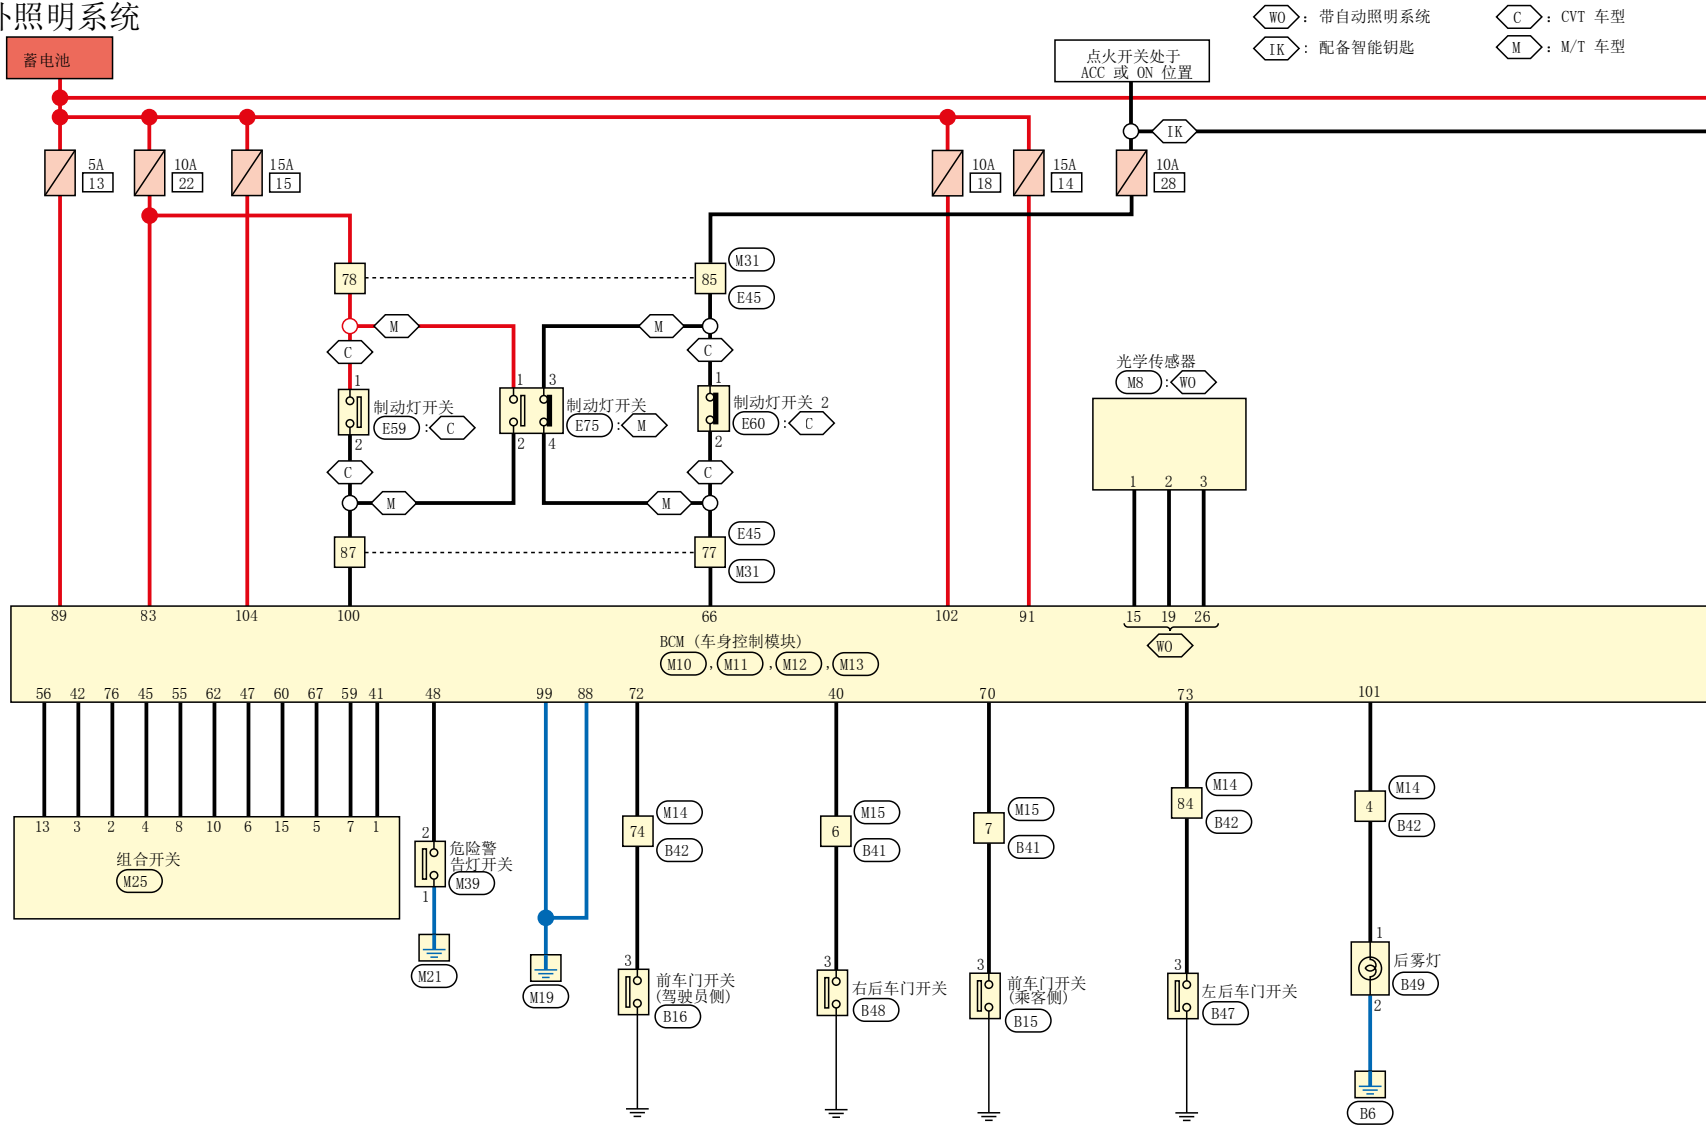 外照明系统
WO : 带自动照明系统
C : CVT 车型
IK : 配备智能钥匙
M : M/T 车型
蓄电池
点火开关处于
ACC 或 ON 位置
IK
5A
89
13
10A
22
15A
15
10A
18
15A
14
10A
28
78
85
M31
E45
M
M
C
C
1
1
3
1
制动灯开关
E59 : C
2
制动灯开关
E75 : M
2
4
制动灯开关 2
E60 : C
2
C
C
M
M
87
77
E45
M31
光学传感器
M8 : WO
1 2 3
89 83 104 100 66 102 91 15 19 26
WO
BCM (车身控制模块)
M10 , M11 , M12 , M13
56 42 76 45 55 62 47 60 67 59 41 48 99 88 72 40 70 73 101
13 3 2 4 8 10 6 15 5 7 1
组合开关
M25
2
危险警
告灯开关
M39
1
M21
M19
74
M14
B42
3
前车门开关
(驾驶员侧)
B16
6
M15
B41
3
右后车门开关
B48
7
M15
B41
3
前车门开关
(乘客侧)
B15
84
M14
B42
3
左后车门开关
B47
4
M14
B42
1
后雾灯
B49
2
B6